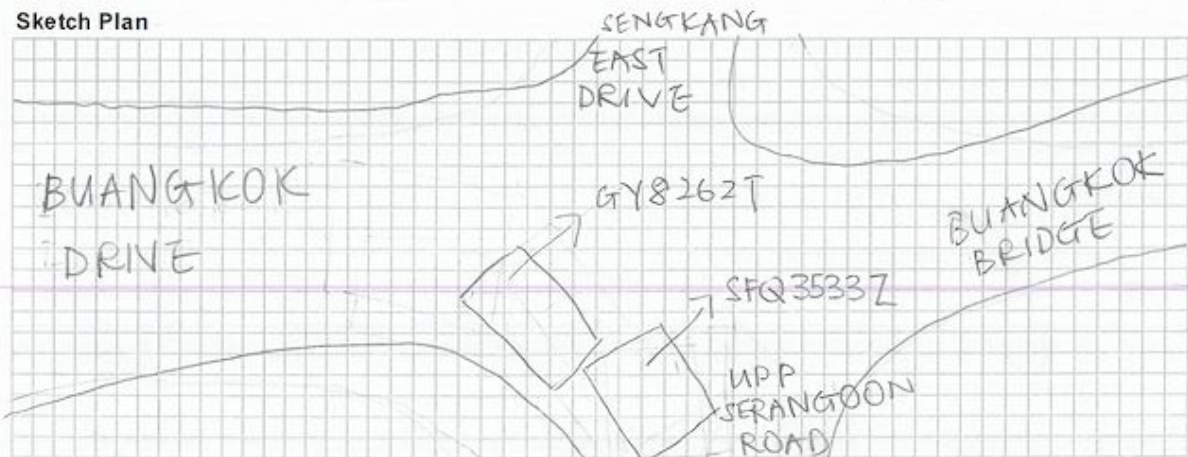 Sketch Plan
SENGKANG
EAST
DRIVE
BUANGKOK
DRIVE
GY8262T
BUANGKOK
BRIDGE
SFQ3533Z
UPP
SERANGOON
ROAD